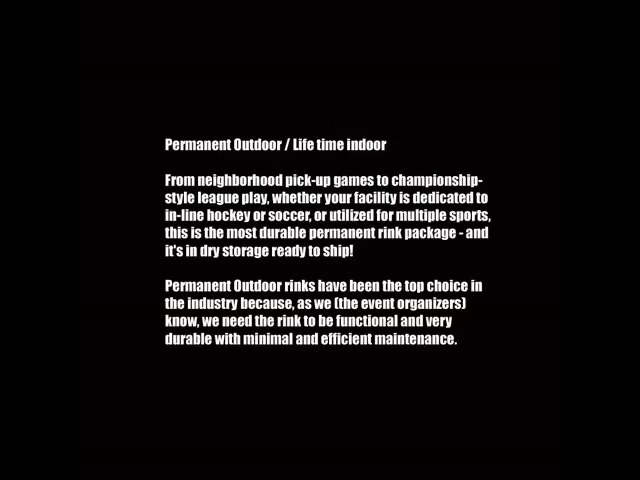 Permanent Outdoor / Life time indoor
From neighborhood pick-up games to championship-
style league play, whether your facility is dedicated to
in-line hockey or soccer, or utilized for multiple sports,
this is the most durable permanent rink package - and
it's in dry storage ready to ship!
Permanent Outdoor rinks have been the top choice in
the industry because, as we (the event organizers)
know, we need the rink to be functional and very
durable with minimal and efficient maintenance.